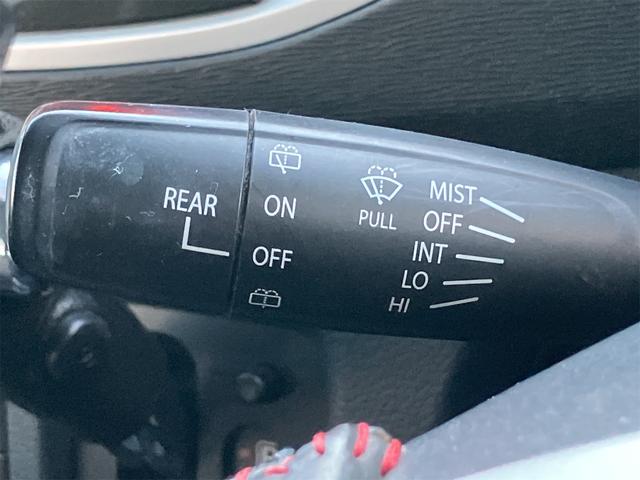 REAR
ON
OFF
PULL
MIST
OFF
INT
LO
HI